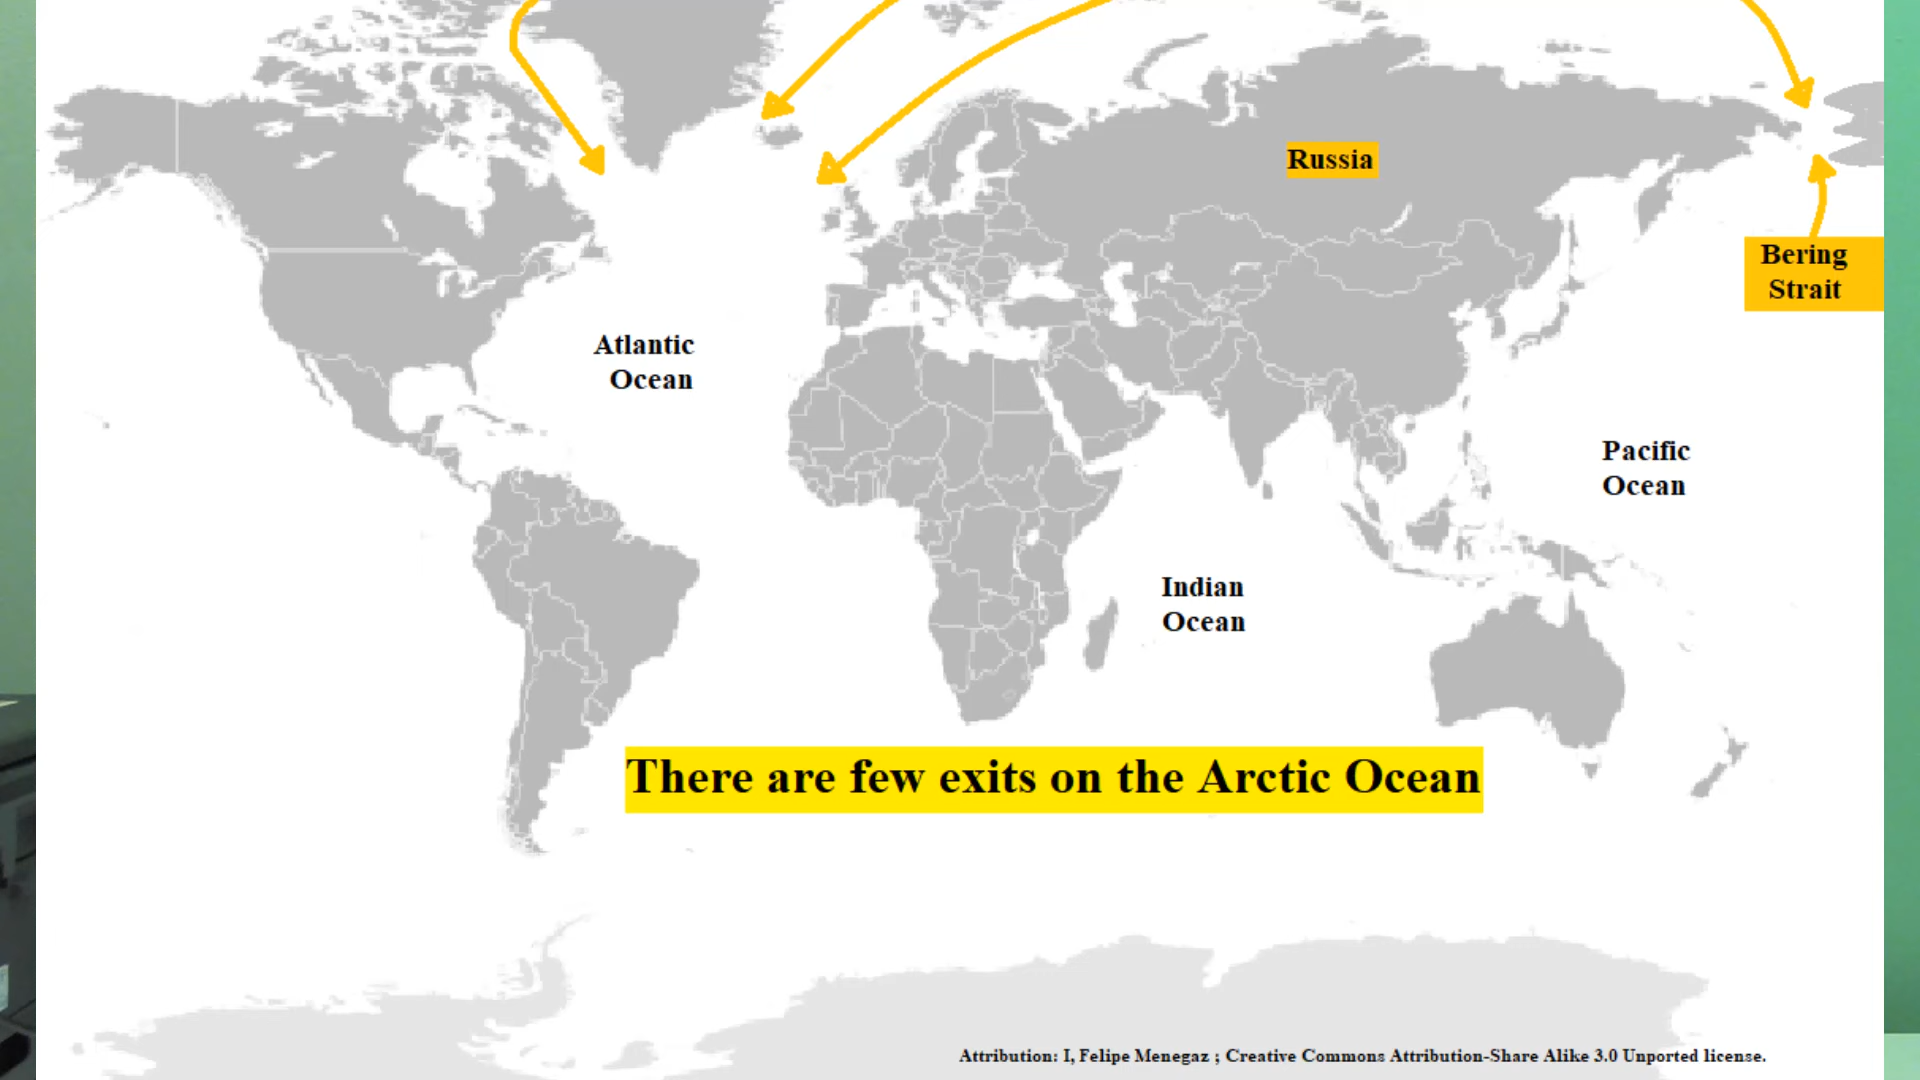 Russia
Bering
Strait
Atlantic
Ocean
Pacific
Ocean
Indian
Ocean
There are few exits on the Arctic Ocean
Attribution: I, Felipe Menegaz ; Creative Commons Attribution-Share Alike 3.0 Unported license.